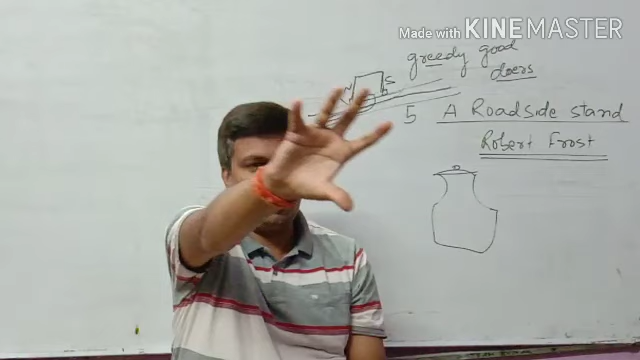 Made with KINEMASTER
greedy good
doers
N S
5 A Roadside stand
Robert Frost